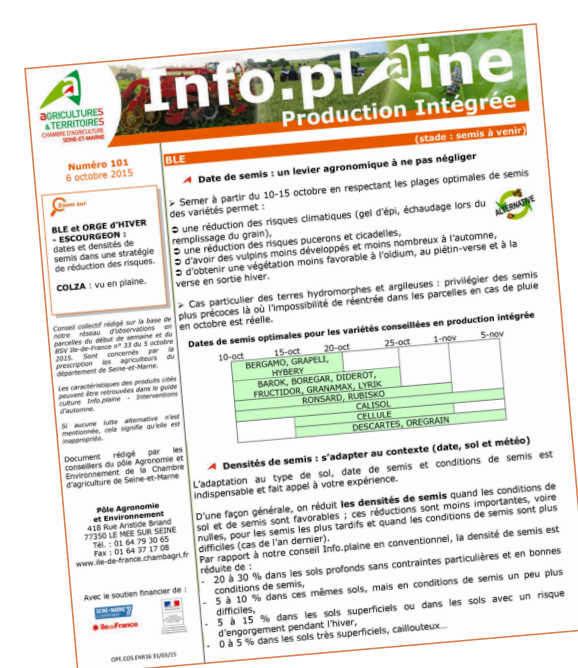 AGRICULTURES
& TERRITOIRES
CHAMBRE D'AGRICULTURE
SEINE-ET-MARNE
Info.plaine
Production Intégrée
Numéro 101
6 octobre 2015
Zoom sur
BLE et ORGE d'HIVER
- ESCOURGEON :
dates et densités de
semis dans une stratégie
de réduction des risques.
COLZA : vu en plaine.
Conseil collectif rédigé sur la base de
notre réseau d'observations en
parcelles du début de semaine et du
BSV Ile-de-France n° 33 du 5 octobre
2015. Sont concernés par la
prescription les agriculteurs du
département de Seine-et-Marne.
Les caractéristiques des produits cités
peuvent être retrouvées dans le guide
culture Info.plaine - Interventions
d'automne.
Si aucune lutte alternative n'est
mentionnée, cela signifie qu'elle est
inappropriée.
Document rédigé par les
conseillers du pôle Agronomie et
Environnement de la Chambre
d'agriculture de Seine-et-Marne
Pôle Agronomie
et Environnement
418 Rue Aristide Briand
77350 LE MEE SUR SEINE
Tél. : 01 64 79 30 65
Fax : 01 64 37 17 08
www.ile-de-france.chambagri.fr
Avec le soutien financier de :
SEINE-MARNE 77
îledeFrance
OPE.COS.ENR16 31/03/15
BLE
(stade : semis à venir)
Date de semis : un levier agronomique à ne pas négliger
➢ Semer à partir du 10-15 octobre en respectant les plages optimales de semis
des variétés permet :
➲ une réduction des risques climatiques (gel d'épi, échaudage lors du
remplissage du grain),
➲ une réduction des risques pucerons et cicadelles,
➲ d'avoir des vulpins moins développés et moins nombreux à l'automne,
➲ d'obtenir une végétation moins favorable à l'oïdium, au piétin-verse et à la
verse en sortie hiver.
ALTERNATIVE
➢ Cas particulier des terres hydromorphes et argileuses : privilégier des semis
plus précoces là où l'impossibilité de réentrée dans les parcelles en cas de pluie
en octobre est réelle.
Dates de semis optimales pour les variétés conseillées en production intégrée
10-oct 15-oct 20-oct 25-oct 1-nov 5-nov
BERGAMO, GRAPELI,
HYBERY
BAROK, BOREGAR, DIDEROT,
FRUCTIDOR, GRANAMAX, LYRIK
RONSARD, RUBISKO
CALISOL
CELLULE
DESCARTES, OREGRAIN
Densités de semis : s'adapter au contexte (date, sol et météo)
L'adaptation au type de sol, date de semis et conditions de semis est
indispensable et fait appel à votre expérience.
D'une façon générale, on réduit les densités de semis quand les conditions de
sol et de semis sont favorables ; ces réductions sont moins importantes, voire
nulles, pour les semis les plus tardifs et quand les conditions de semis sont plus
difficiles (cas de l'an dernier).
Par rapport à notre conseil Info.plaine en conventionnel, la densité de semis est
réduite de :
- 20 à 30 % dans les sols profonds sans contraintes particulières et en bonnes
conditions de semis,
- 5 à 10 % dans ces mêmes sols, mais en conditions de semis un peu plus
difficiles,
- 5 à 15 % dans les sols superficiels ou dans les sols avec un risque
d'engorgement pendant l'hiver,
- 0 à 5 % dans les sols très superficiels, caillouteux...